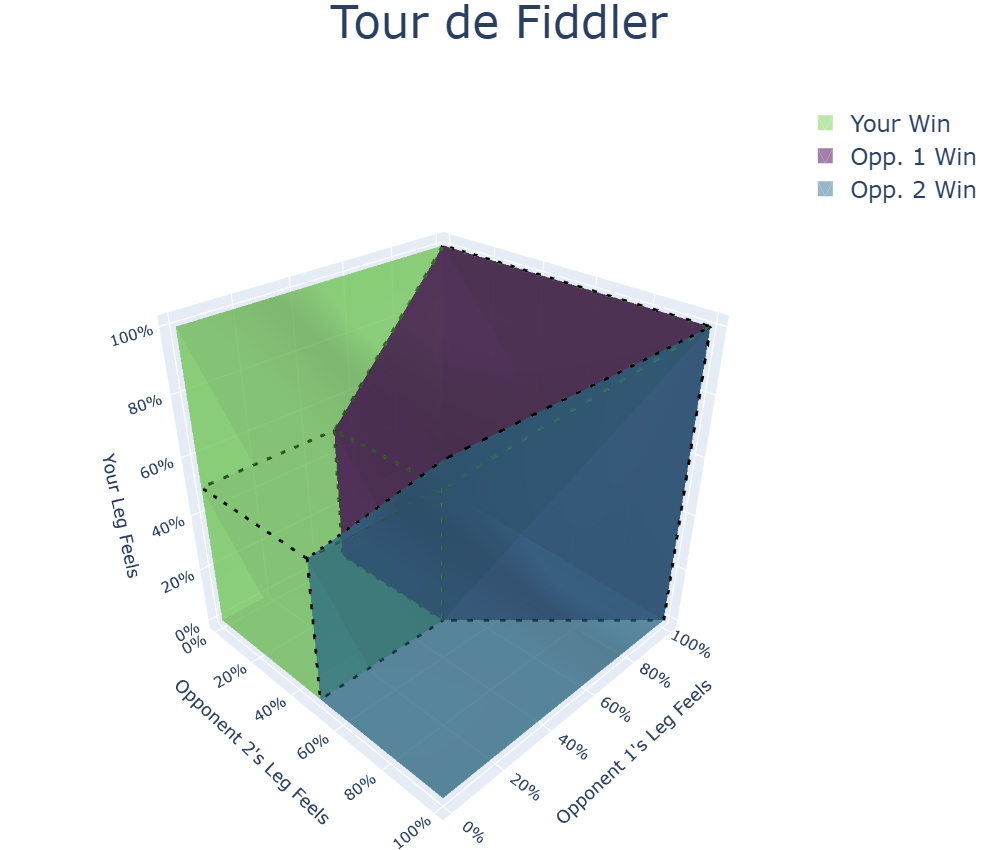 Tour de Fiddler
Your Win
Opp. 1 Win
Opp. 2 Win
100%
80%
60%
40%
20%
0%
Your Leg Feels
0%
20%
40%
60%
80%
100%
Opponent 2's Leg Feels
0%
20%
40%
60%
80%
100%
Opponent 1's Leg Feels